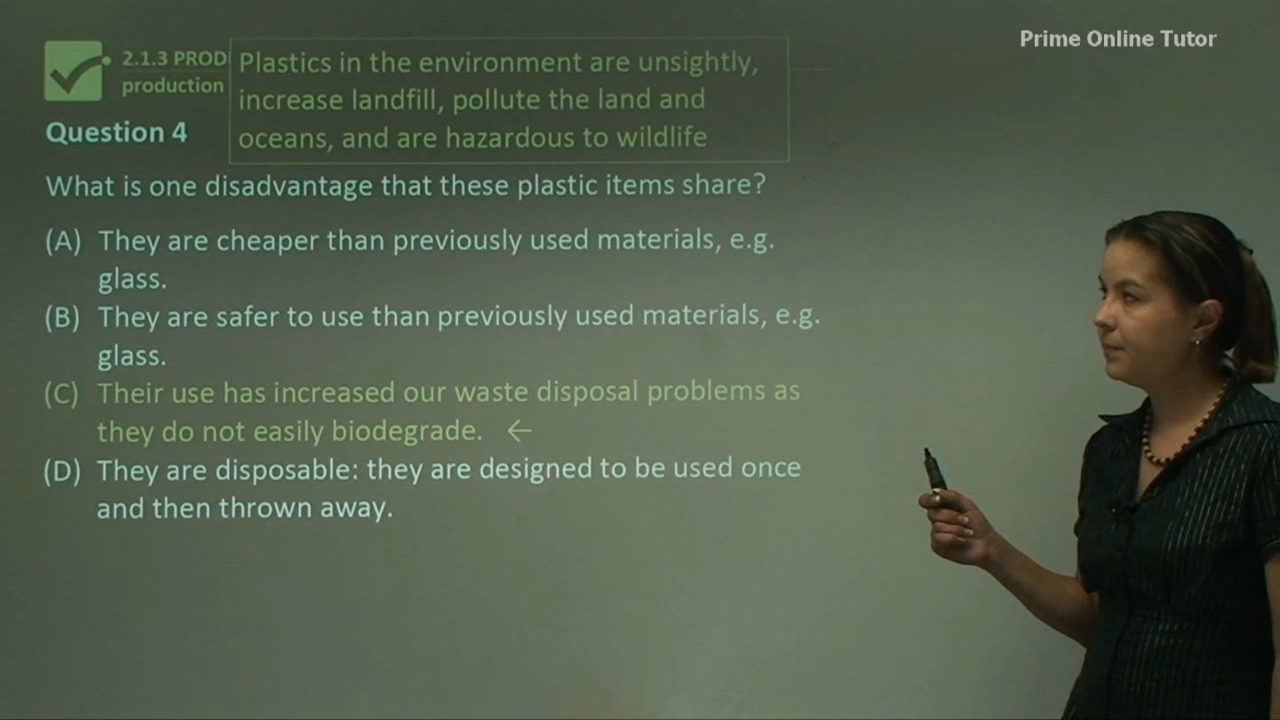 Prime Online Tutor
2.1.3 PROD
production
Plastics in the environment are unsightly,
increase landfill, pollute the land and
oceans, and are hazardous to wildlife
Question 4
What is one disadvantage that these plastic items share?
(A) They are cheaper than previously used materials, e.g.
glass.
(B) They are safer to use than previously used materials, e.g.
glass.
(C) Their use has increased our waste disposal problems as
they do not easily biodegrade. ←
(D) They are disposable: they are designed to be used once
and then thrown away.